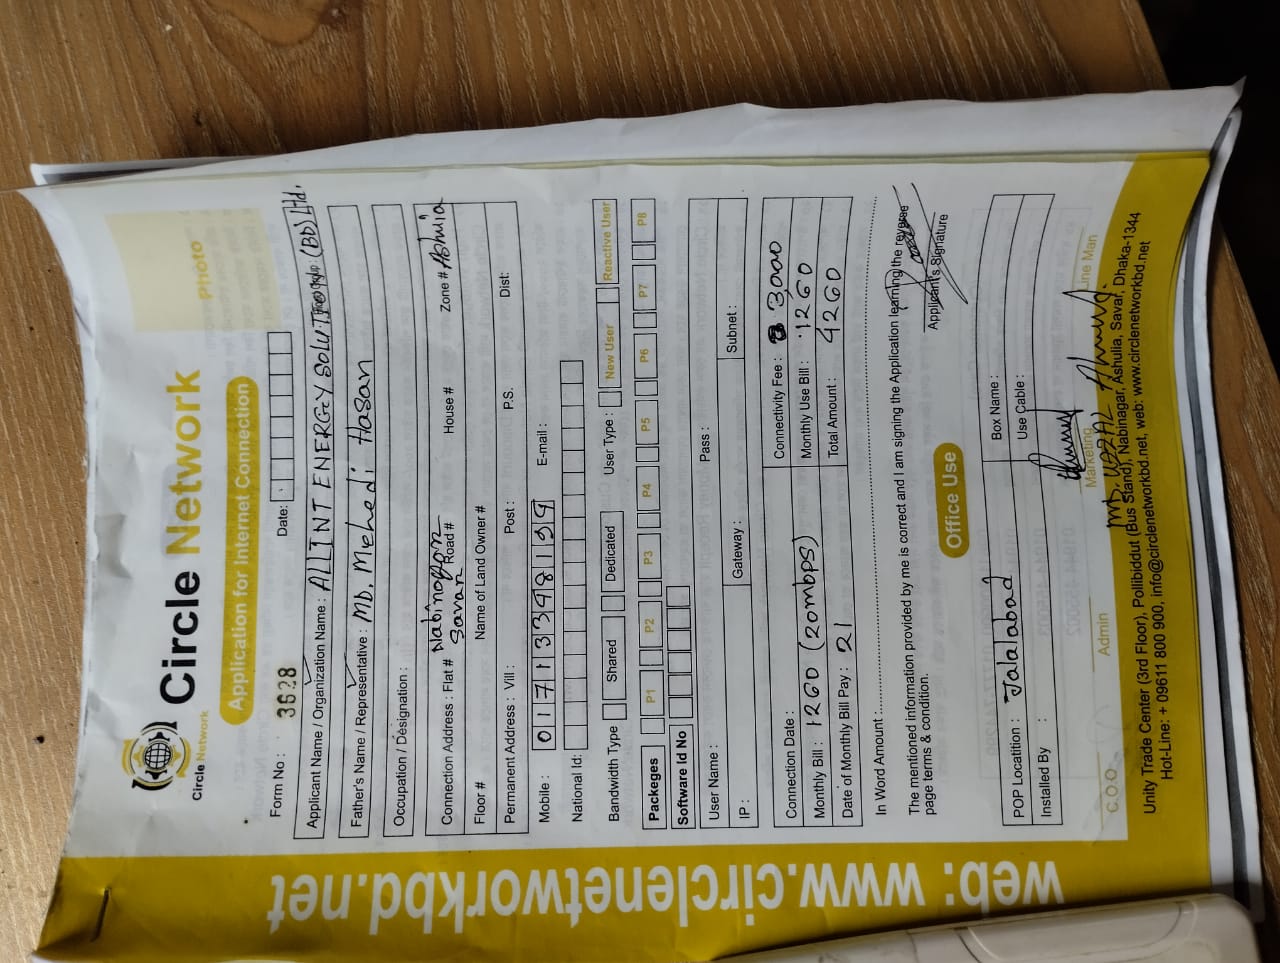 Circle Network
Circle Network
Photo
Application for Internet Connection
Form No : 3628 Date:
Applicant Name / Organization Name : ALLINT ENERGY SOLUTION (BD) Ltd.
Father's Name / Representative : MD. Mehedi Hasan
Occupation / Designation :
Connection Address : Flat # Nabinagar Savar Road # House # Zone # Ashulia
Floor # Name of Land Owner #
Permanent Address : Vill : Post : P.S. Dist:
Mobile : 01713398139 E-mail :
National Id:
Bandwidth Type Shared Dedicated User Type : New User Reactive User
Packeges P1 P2 P3 P4 P5 P6 P7 P8
Software Id No
User Name : Pass :
IP : Gateway : Subnet :
Connection Date : Connectivity Fee : 3,000
Monthly Bill : 1260 (20mbps) Monthly Use Bill : 1260
Date of Monthly Bill Pay : 21 Total Amount : 4260
In Word Amount :
The mentioned information provided by me is correct and I am signing the Application learning the reverse
page terms & condition.
Applicant's Signature
Office Use
POP Locatition : Jalalabad Box Name :
Installed By : Use Cable :
C.O.O Admin Marketing Line Man
Unity Trade Center (3rd Floor), Pollibiddut (Bus Stand), Nabinagar, Ashulia, Savar, Dhaka-1344
Hot-Line: + 09611 800 900, info@circlenetworkbd.net, web: www.circlenetworkbd.net
web: www.circlenetworkbd.net